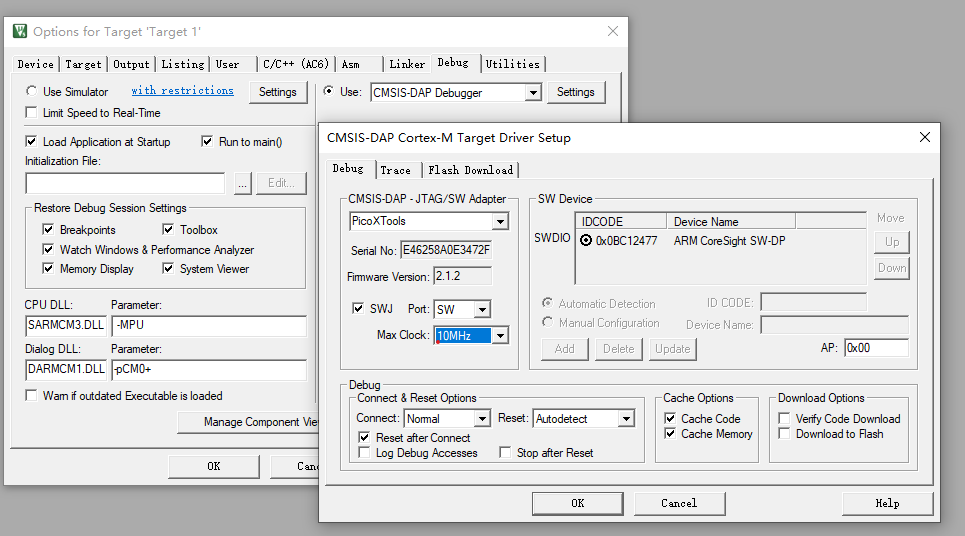 Options for Target 'Target 1'
Device Target Output Listing User C/C++ (AC6) Asm Linker Debug Utilities
Use Simulator with restrictions Settings Use: CMSIS-DAP Debugger Settings
Limit Speed to Real-Time
Load Application at Startup Run to main()
Initialization File:
... Edit...
Restore Debug Session Settings
Breakpoints Toolbox
Watch Windows & Performance Analyzer
Memory Display System Viewer
CPU DLL: Parameter:
SARMCM3.DLL -MPU
Dialog DLL: Parameter:
DARMCM1.DLL -pCM0+
Warn if outdated Executable is loaded
Manage Component Vie
OK Canc
CMSIS-DAP Cortex-M Target Driver Setup
Debug Trace Flash Download
CMSIS-DAP - JTAG/SW Adapter
PicoXTools
Serial No: E46258A0E3472F
Firmware Version: 2.1.2
SWJ Port: SW
Max Clock: 10MHz
SW Device
IDCODE Device Name Move
SWDIO 0x0BC12477 ARM CoreSight SW-DP Up
Down
Automatic Detection ID CODE:
Manual Configuration Device Name:
Add Delete Update AP: 0x00
Debug
Connect & Reset Options
Connect: Normal Reset: Autodetect
Reset after Connect
Log Debug Accesses Stop after Reset
Cache Options
Cache Code
Cache Memory
Download Options
Verify Code Download
Download to Flash
OK Cancel Help